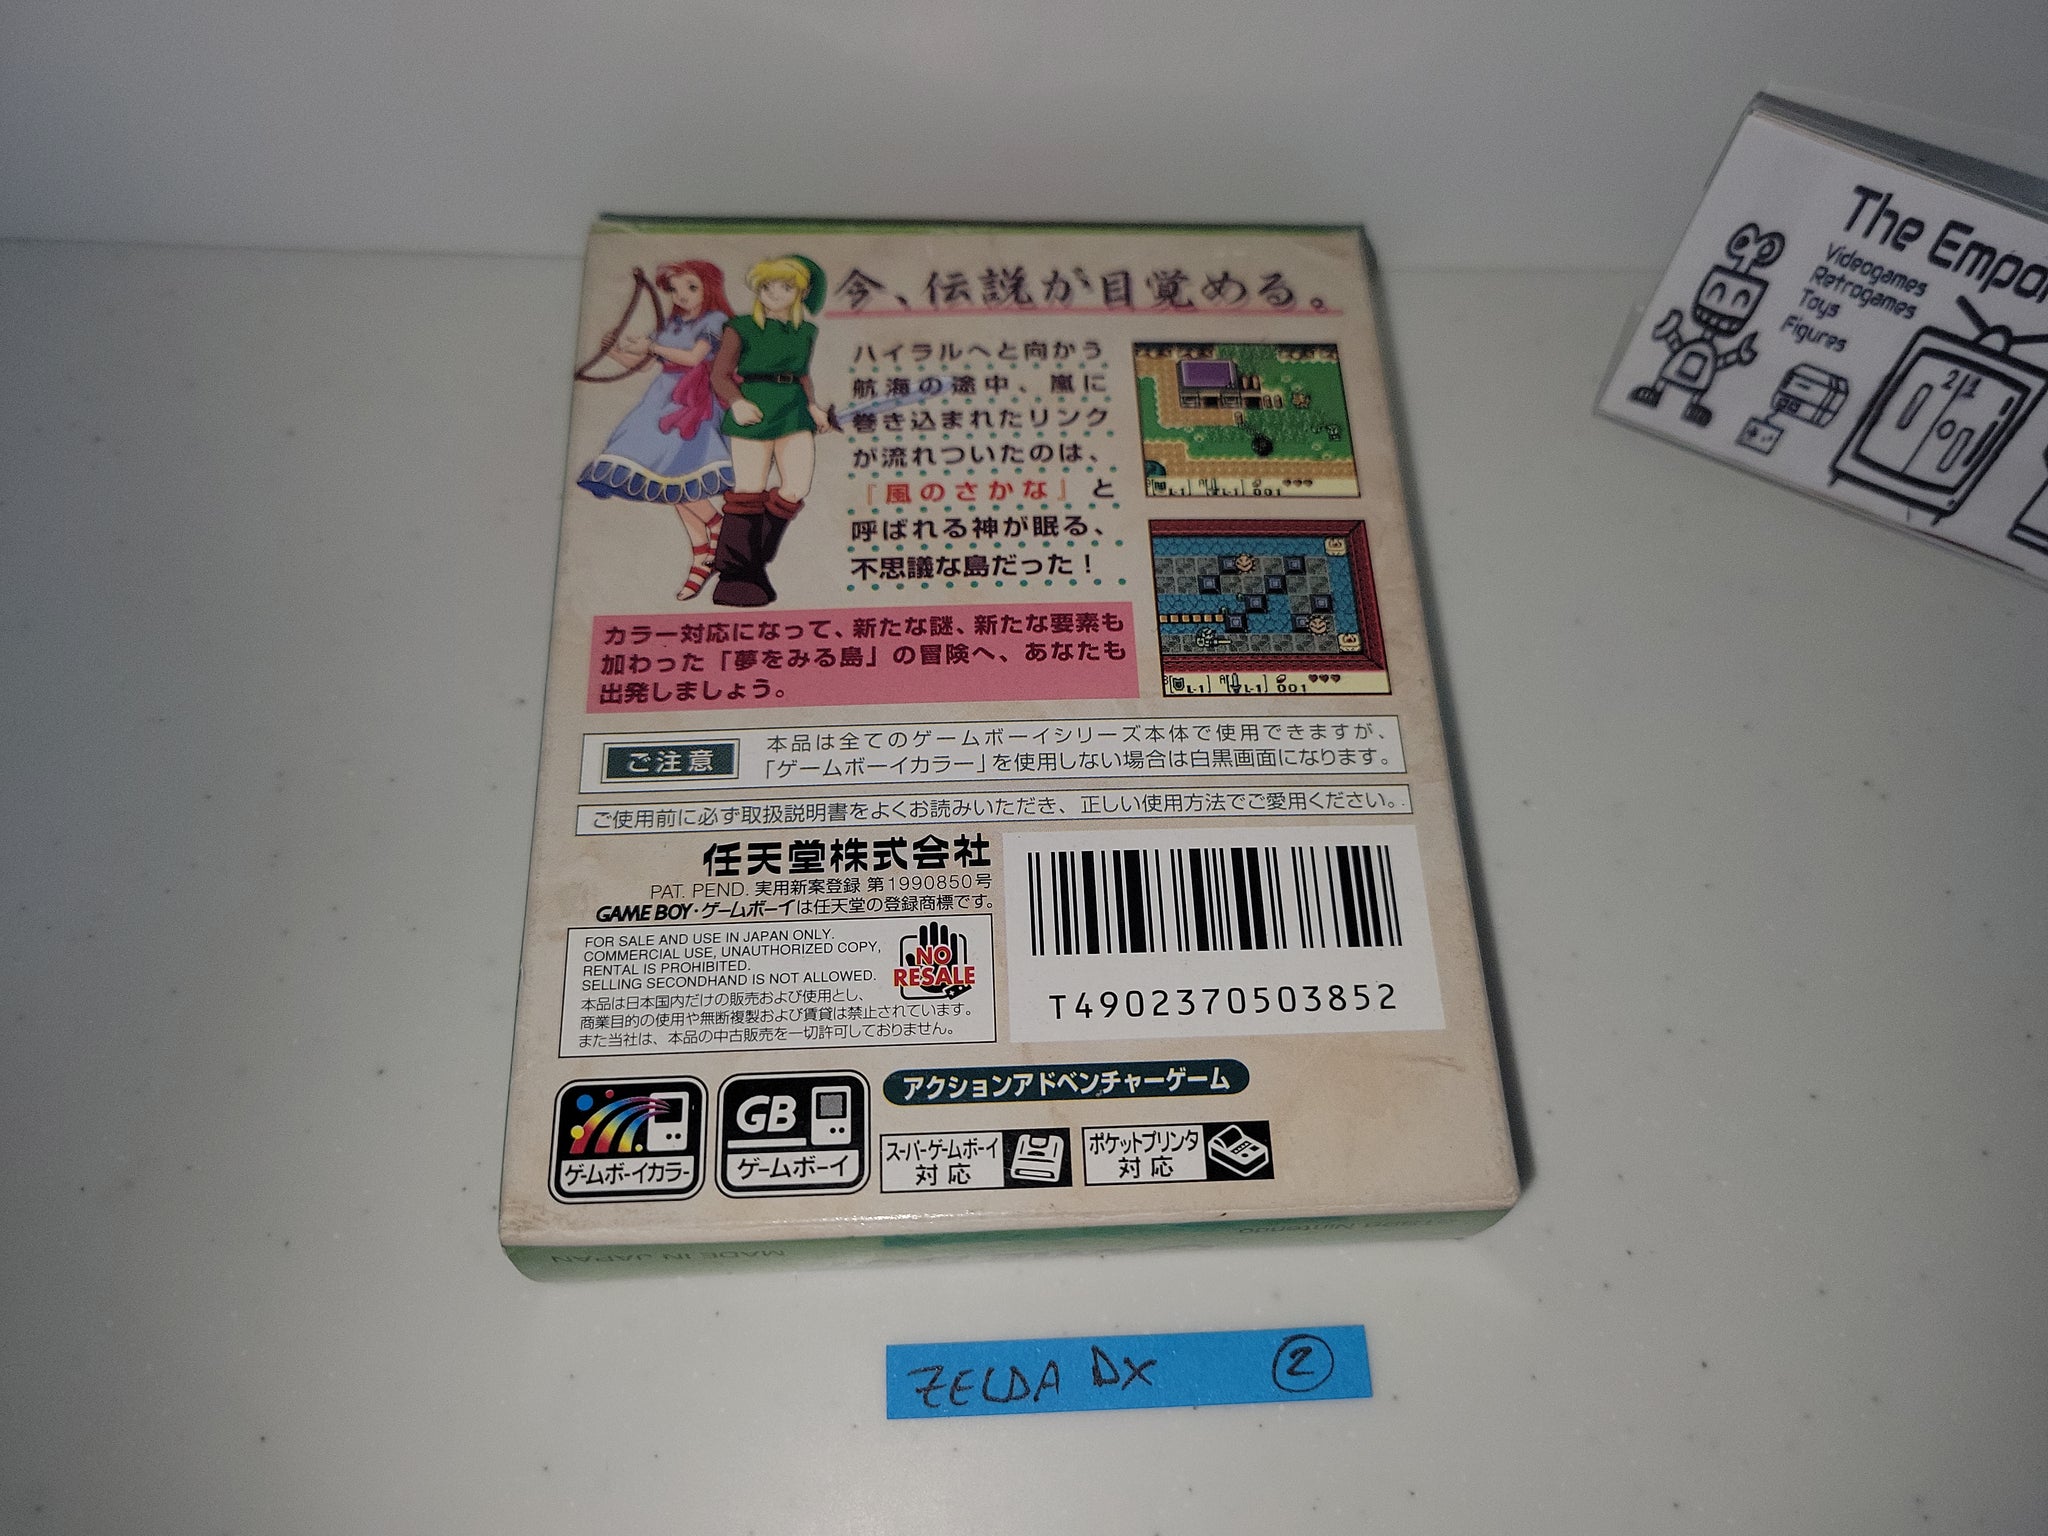 今、伝説が目覚める。
ハイラルへと向かう
航海の途中、嵐に
巻き込まれたリンク
が流れついたのは、
『風のさかな』と
呼ばれる神が眠る、
不思議な島だった！
L-1 L-1 001
B L-1 A L-1 001
カラー対応になって、新たな謎、新たな要素も
加わった「夢をみる島」の冒険へ、あなたも
出発しましょう。
ご注意
本品は全てのゲームボーイシリーズ本体で使用できますが、
「ゲームボーイカラー」を使用しない場合は白黒画面になります。
ご使用前に必ず取扱説明書をよくお読みいただき、正しい使用方法でご愛用ください。
任天堂株式会社
PAT. PEND. 実用新案登録 第1990850号
GAME BOY・ゲームボーイは任天堂の登録商標です。
FOR SALE AND USE IN JAPAN ONLY.
COMMERCIAL USE, UNAUTHORIZED COPY,
RENTAL IS PROHIBITED.
SELLING SECONDHAND IS NOT ALLOWED.
本品は日本国内だけの販売および使用とし、
商業目的の使用や無断複製および賃貸は禁止されています。
また当社は、本品の中古販売を一切許可しておりません。
NO
RESALE
T4902370503852
アクションアドベンチャーゲーム
ゲームボーイカラー
GB
ゲームボーイ
スーパーゲームボーイ
対応
ポケットプリンタ
対応
MADE IN JAPAN
Nintendo
ZELDA DX 2
The Empor
Videogames
Retrogames
Toys
Figures